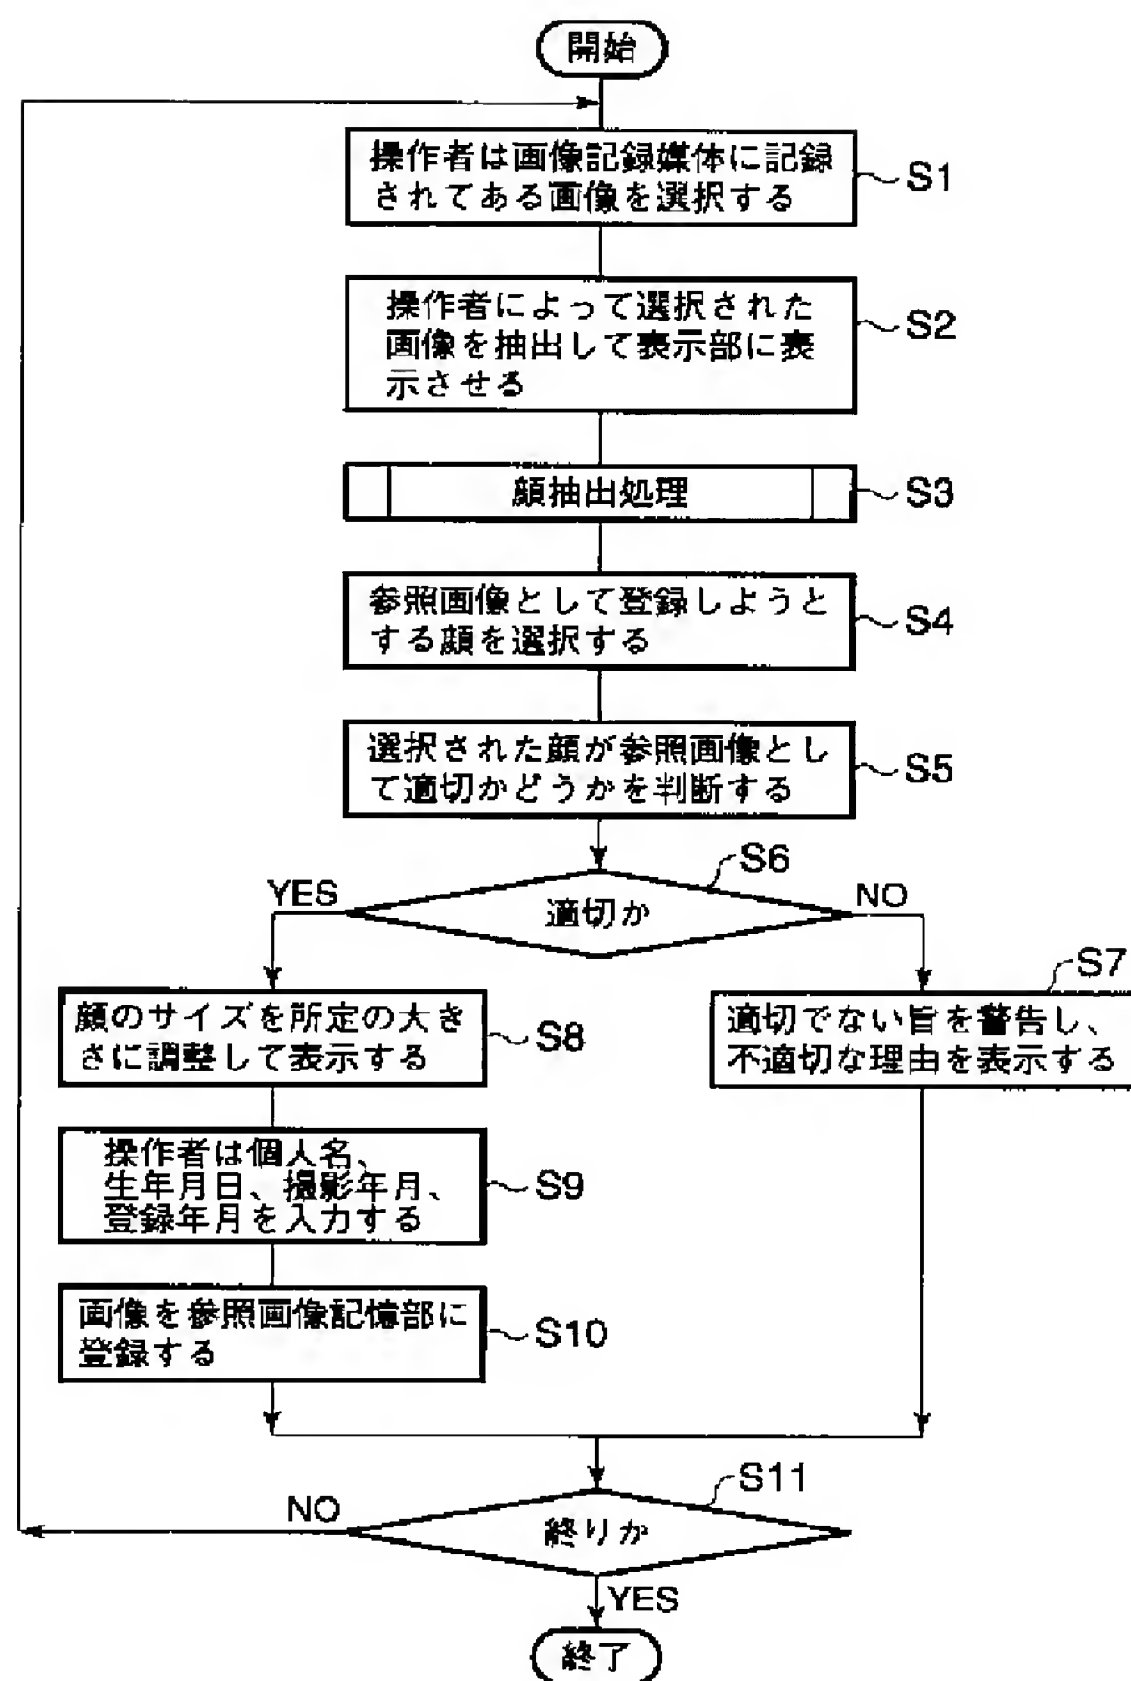 開始
操作者は画像記録媒体に記録
されてある画像を選択する
S1
操作者によって選択された
画像を抽出して表示部に表
示させる
S2
顔抽出処理
S3
参照画像として登録しようと
する顔を選択する
S4
選択された顔が参照画像とし
て適切かどうかを判断する
S5
S6
YES
適切か
NO
S7
適切でない旨を警告し、
不適切な理由を表示する
顔のサイズを所定の大き
さに調整して表示する
S8
操作者は個人名、
生年月日、撮影年月、
登録年月を入力する
S9
画像を参照画像記憶部に
登録する
S10
S11
NO
終りか
YES
終了